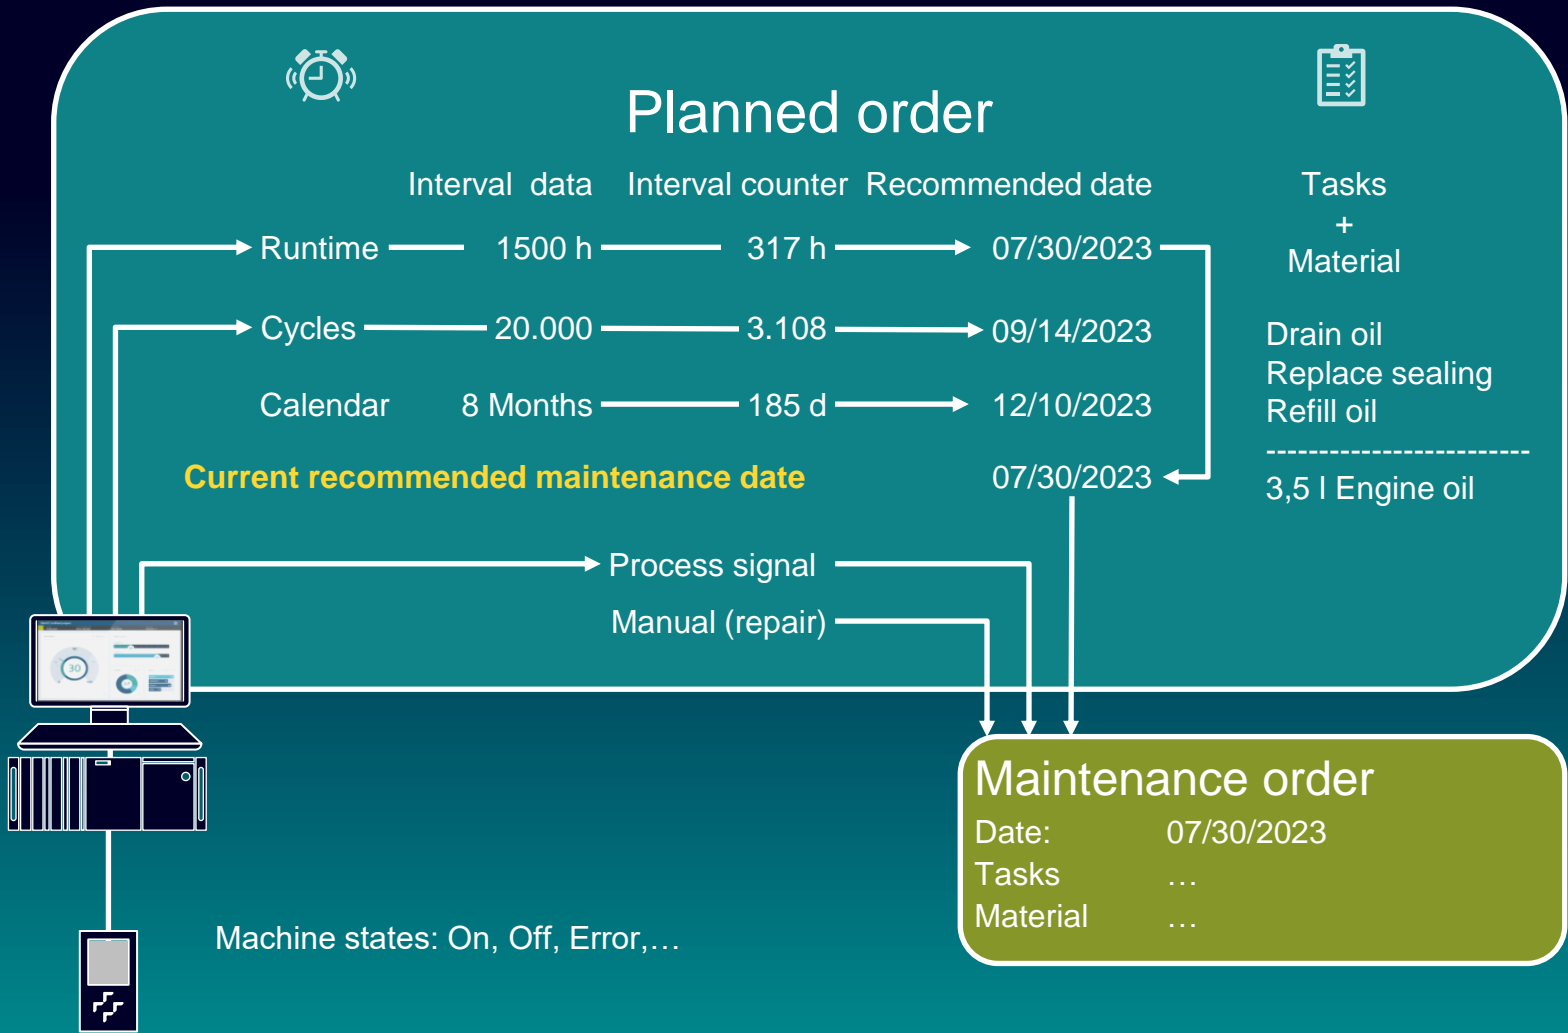 Planned order
Interval data Interval counter Recommended date
Runtime 1500 h 317 h 07/30/2023
Cycles 20.000 3.108 09/14/2023
Calendar 8 Months 185 d 12/10/2023
Current recommended maintenance date 07/30/2023
Process signal
Manual (repair)
Tasks
+
Material
Drain oil
Replace sealing
Refill oil
-------------------------
3,5 l Engine oil
30
Maintenance order
Date: 07/30/2023
Tasks …
Material …
Machine states: On, Off, Error,…